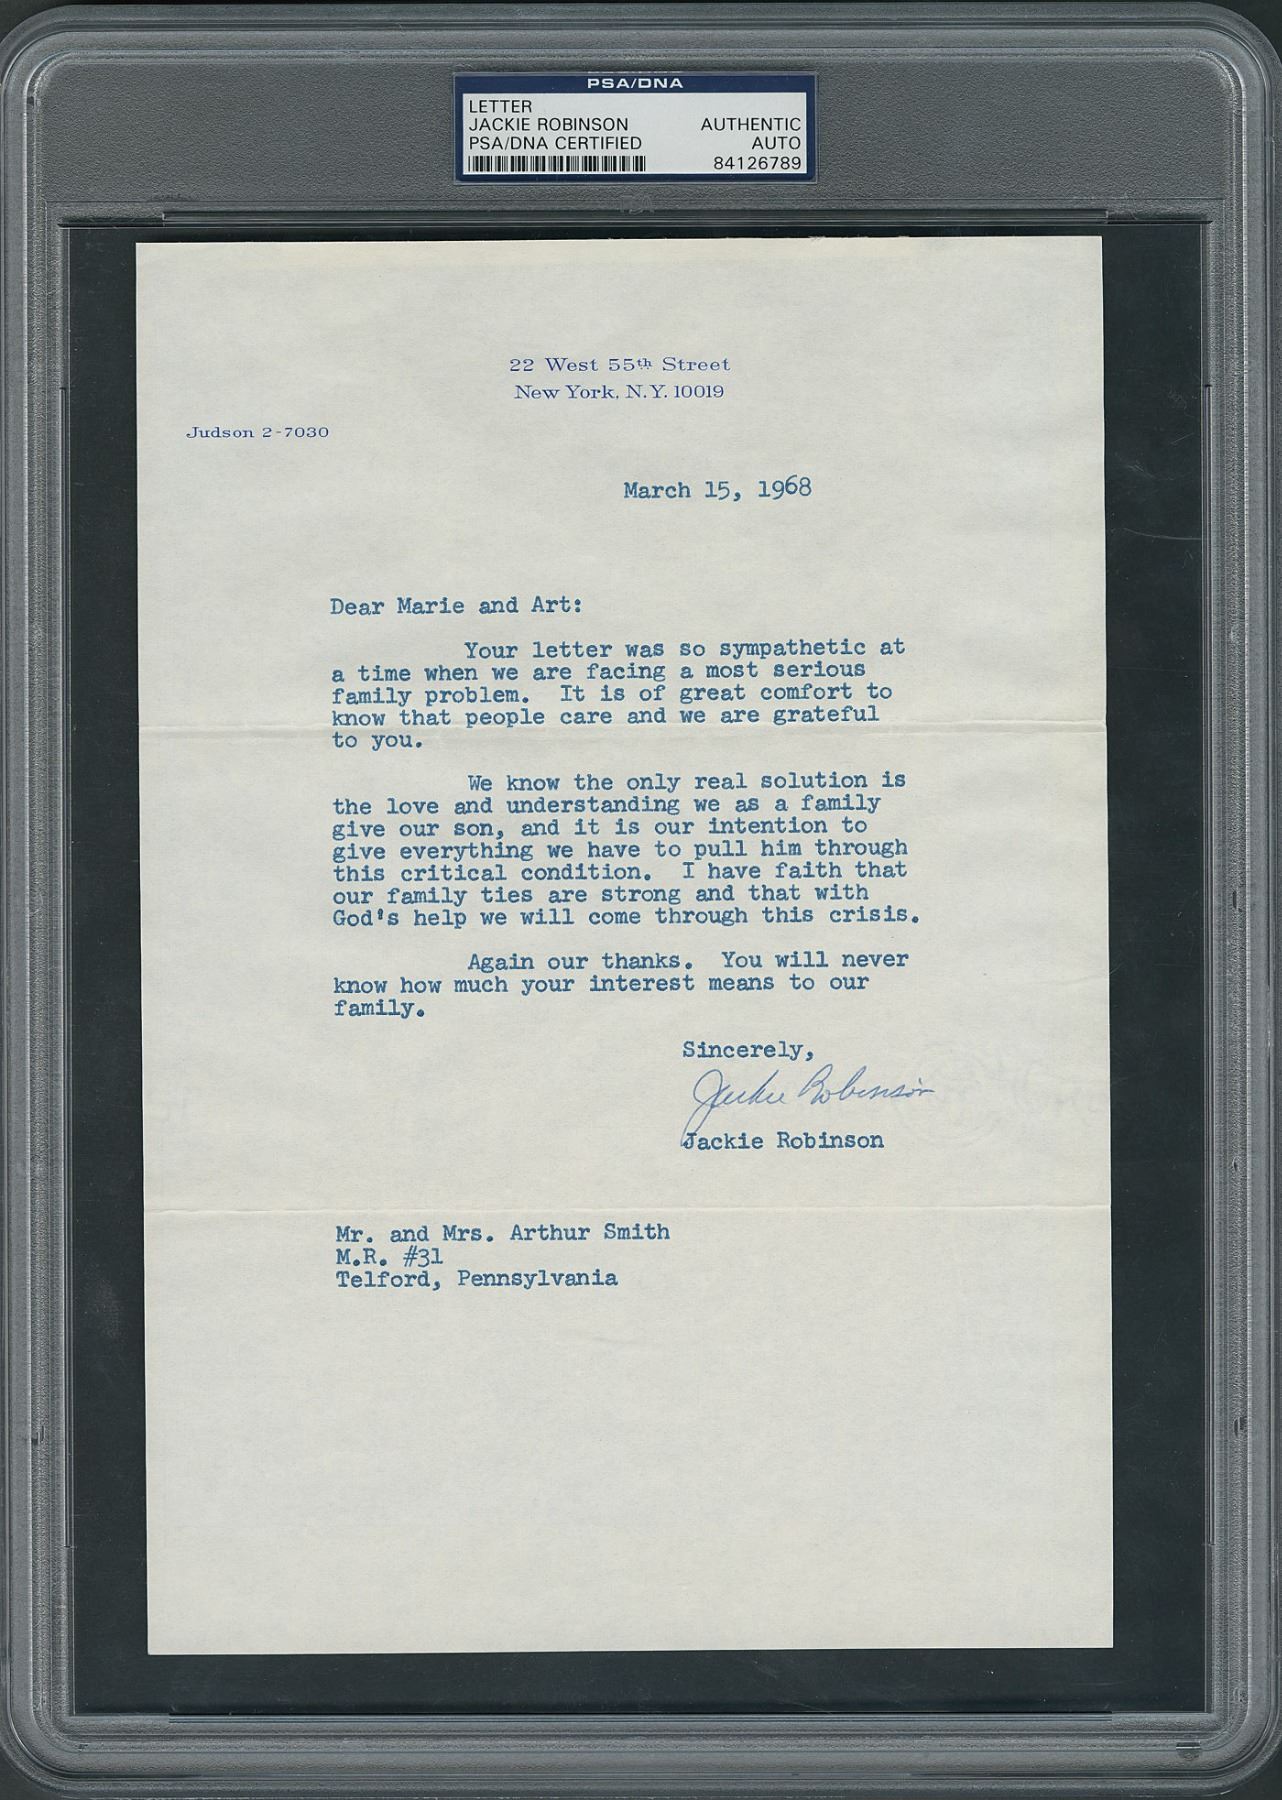 PSA/DNA
LETTER
JACKIE ROBINSON AUTHENTIC
PSA/DNA CERTIFIED AUTO
84126789
PSA
22 West 55th Street
New York, N.Y. 10019
Judson 2-7030
March 15, 1968
Dear Marie and Art:
Your letter was so sympathetic at
a time when we are facing a most serious
family problem. It is of great comfort to
know that people care and we are grateful
to you.
We know the only real solution is
the love and understanding we as a family
give our son, and it is our intention to
give everything we have to pull him through
this critical condition. I have faith that
our family ties are strong and that with
God's help we will come through this crisis.
Again our thanks. You will never
know how much your interest means to our
family.
Sincerely,
Jackie Robinson
Jackie Robinson
Mr. and Mrs. Arthur Smith
M.R. #31
Telford, Pennsylvania